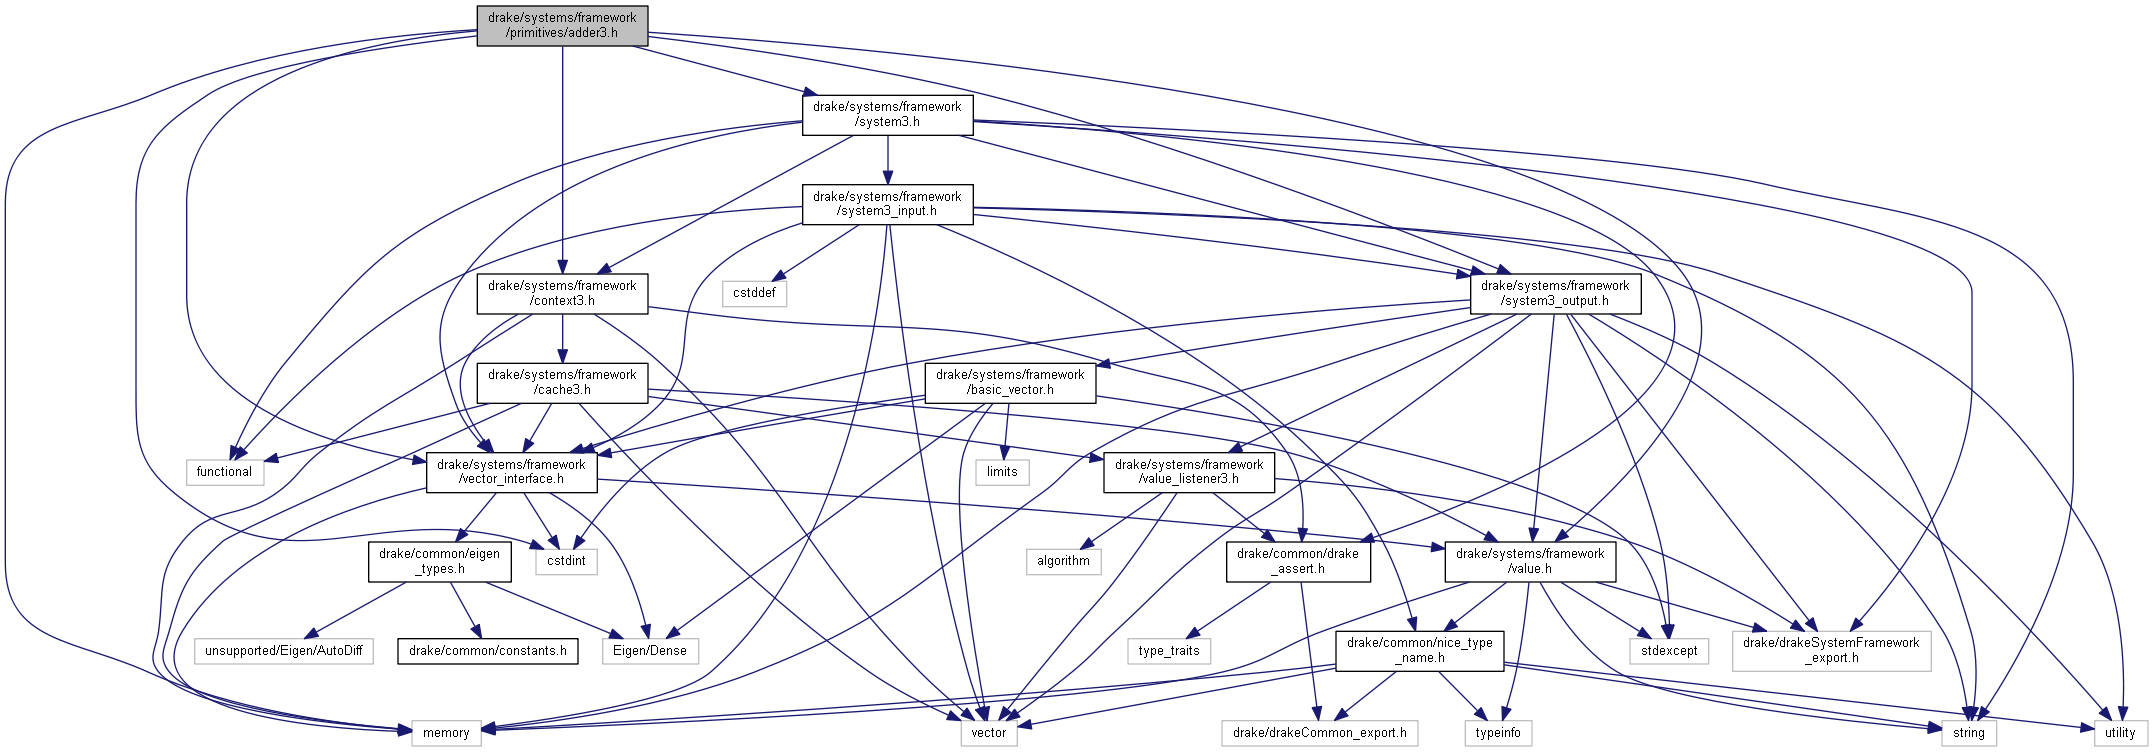 drake/systems/framework
/primitives/adder3.h
drake/systems/framework
/system3.h
drake/systems/framework
/system3_input.h
drake/systems/framework
/context3.h
cstddef
drake/systems/framework
/system3_output.h
drake/systems/framework
/cache3.h
drake/systems/framework
/basic_vector.h
functional
drake/systems/framework
/vector_interface.h
limits
drake/systems/framework
/value_listener3.h
drake/common/eigen
_types.h
cstdint
algorithm
drake/common/drake
_assert.h
drake/systems/framework
/value.h
unsupported/Eigen/AutoDiff
drake/common/constants.h
Eigen/Dense
type_traits
drake/common/nice_type
_name.h
stdexcept
drake/drakeSystemFramework
_export.h
memory
vector
drake/drakeCommon_export.h
typeinfo
string
utility